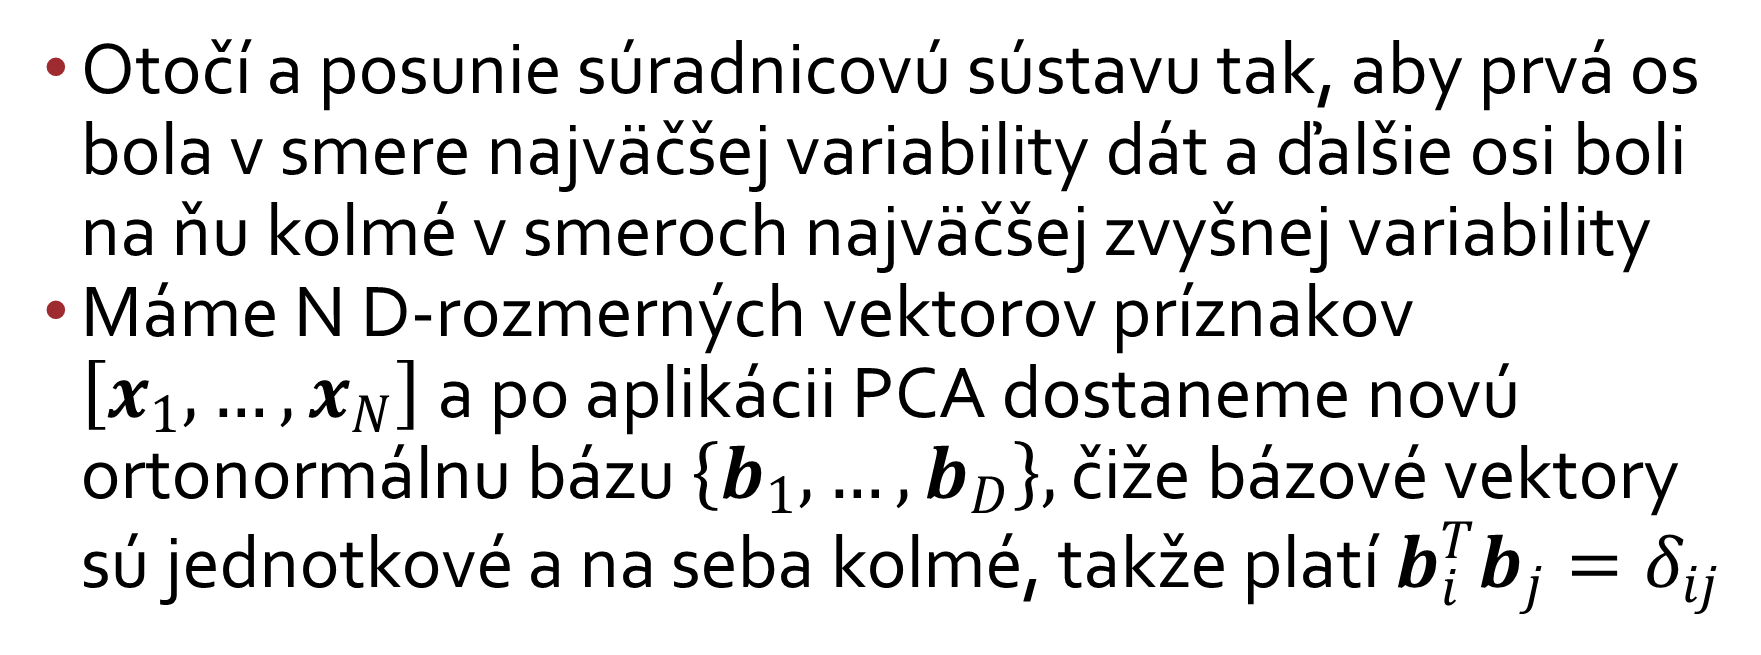 • Otočí a posunie súradnicovú sústavu tak, aby prvá os
bola v smere najväčšej variability dát a ďalšie osi boli
na ňu kolmé v smeroch najväčšej zvyšnej variability
• Máme N D-rozmerných vektorov príznakov
[𝒙₁, … , 𝒙_N] a po aplikácii PCA dostaneme novú
ortonormálnu bázu {𝒃₁, … , 𝒃_D}, čiže bázové vektory
sú jednotkové a na seba kolmé, takže platí 𝒃ᵢᵀ𝒃ⱼ = δᵢⱼ